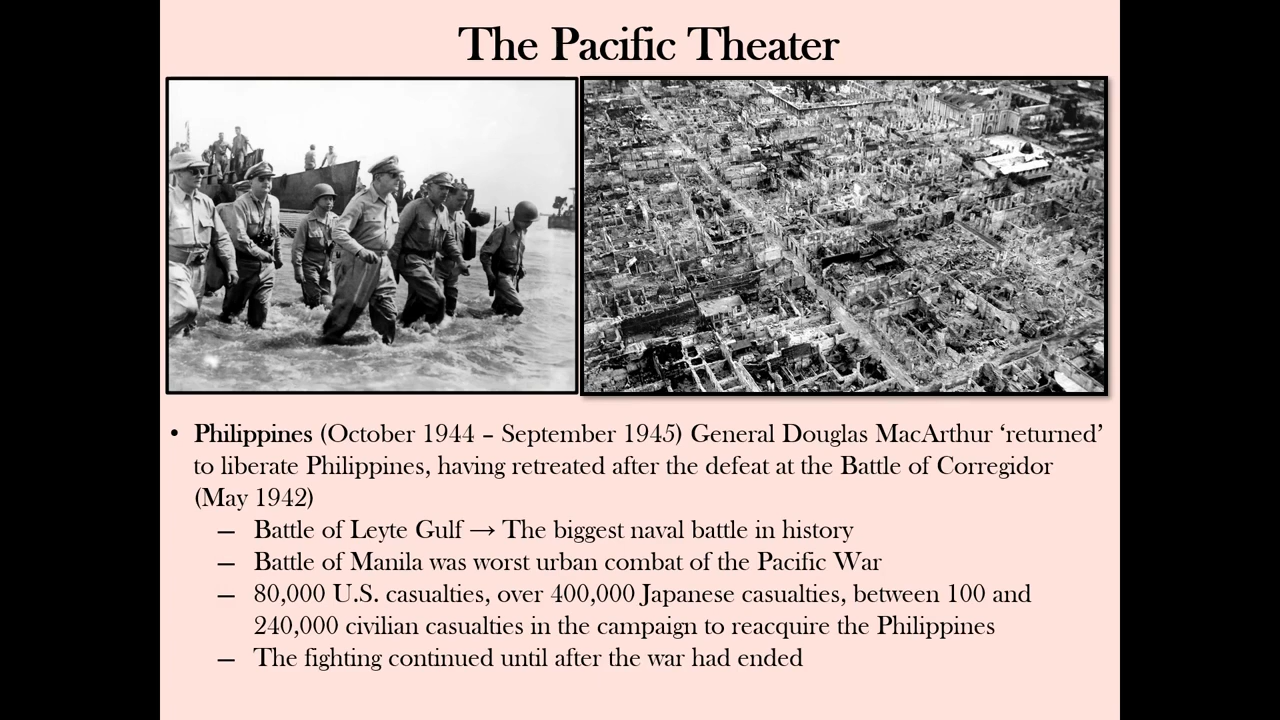 The Pacific Theater
• Philippines (October 1944 – September 1945) General Douglas MacArthur ‘returned’
to liberate Philippines, having retreated after the defeat at the Battle of Corregidor
(May 1942)
– Battle of Leyte Gulf → The biggest naval battle in history
– Battle of Manila was worst urban combat of the Pacific War
– 80,000 U.S. casualties, over 400,000 Japanese casualties, between 100 and
240,000 civilian casualties in the campaign to reacquire the Philippines
– The fighting continued until after the war had ended